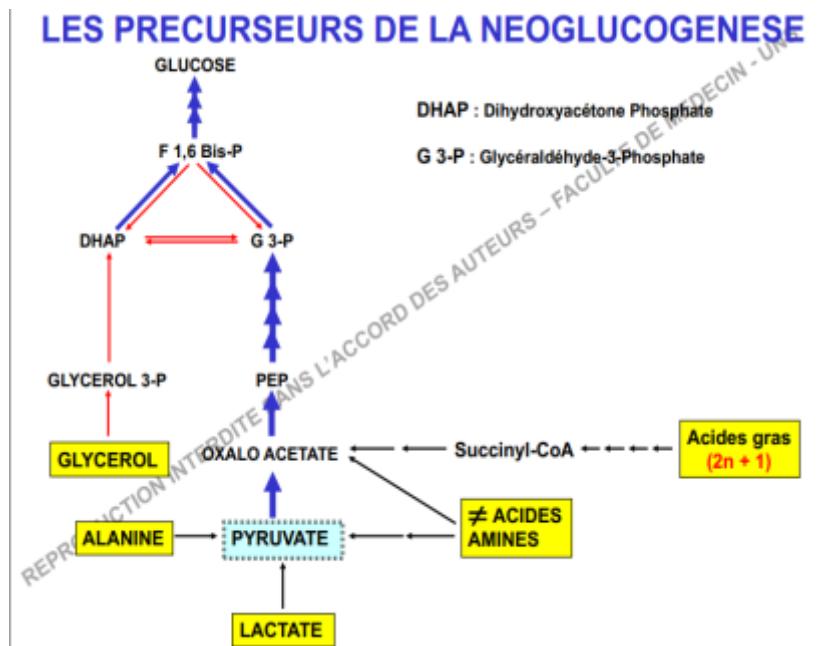 LES PRECURSEURS DE LA NEOGLUCOGENESE
GLUCOSE
DHAP : Dihydroxyacétone Phosphate
F 1,6 Bis-P
G 3-P : Glycéraldéhyde-3-Phosphate
DHAP
G 3-P
GLYCEROL 3-P
PEP
GLYCEROL
OXALO ACETATE
Succinyl-CoA
Acides gras
(2n + 1)
ALANINE
PYRUVATE
≠ ACIDES
AMINES
LACTATE
REPRODUCTION INTERDITE SANS L'ACCORD DES AUTEURS – FACULTE DE MEDECIN - UNS